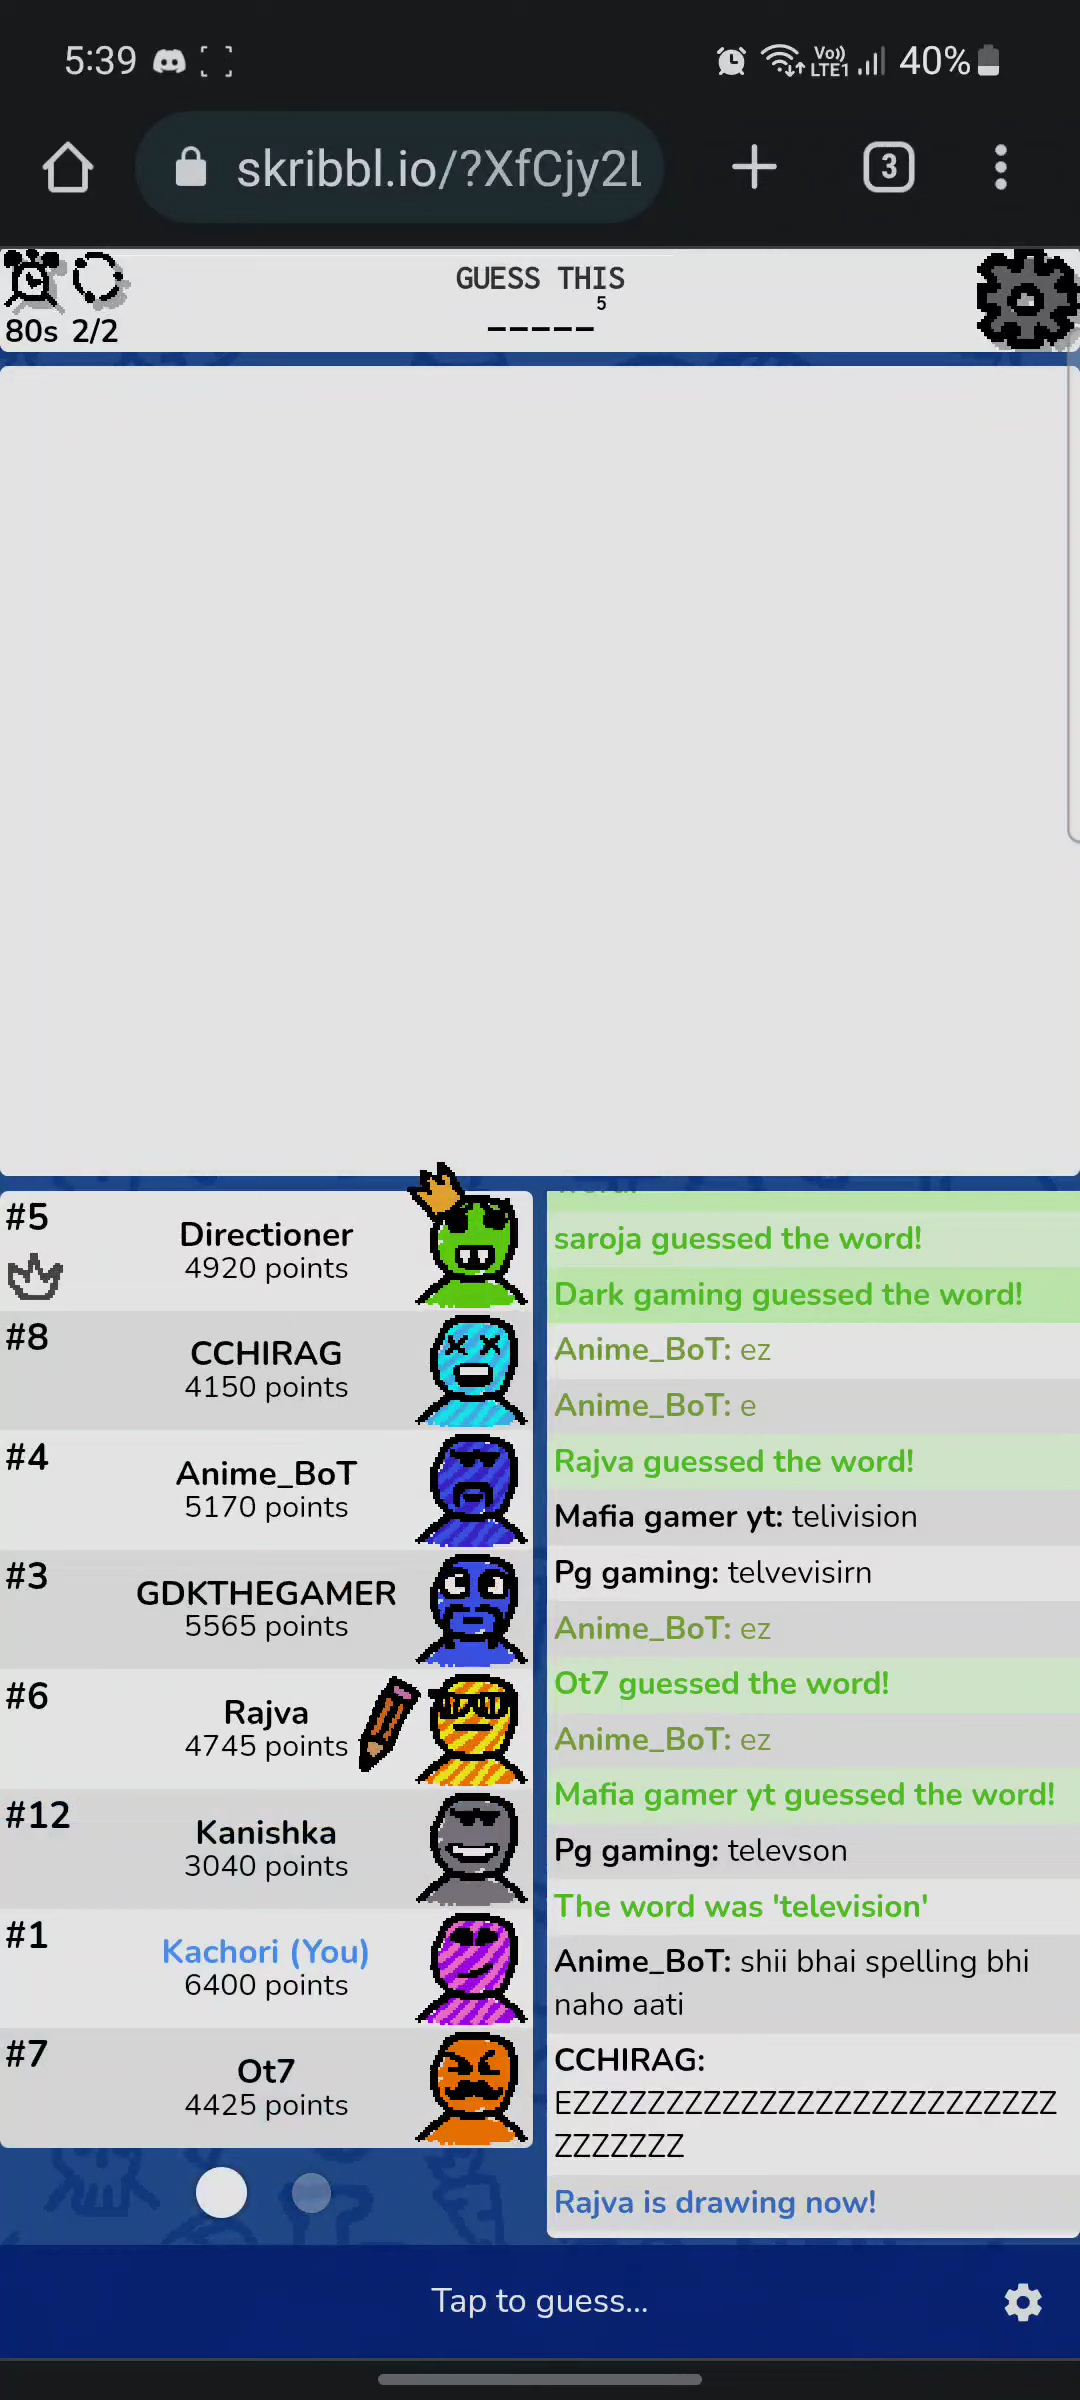 5:39
Vo)) LTE1 40%
skribbl.io/?XfCjy2l
3
80s 2/2
GUESS THIS
5
_____
#5
Directioner
4920 points
#8
CCHIRAG
4150 points
#4
Anime_BoT
5170 points
#3
GDKTHEGAMER
5565 points
#6
Rajva
4745 points
#12
Kanishka
3040 points
#1
Kachori (You)
6400 points
#7
Ot7
4425 points
saroja guessed the word!
Dark gaming guessed the word!
Anime_BoT: ez
Anime_BoT: e
Rajva guessed the word!
Mafia gamer yt: telivision
Pg gaming: telvevisirn
Anime_BoT: ez
Ot7 guessed the word!
Anime_BoT: ez
Mafia gamer yt guessed the word!
Pg gaming: televson
The word was 'television'
Anime_BoT: shii bhai spelling bhi
naho aati
CCHIRAG:
EZZZZZZZZZZZZZZZZZZZZZZZZZZ
ZZZZZZZ
Rajva is drawing now!
Tap to guess...